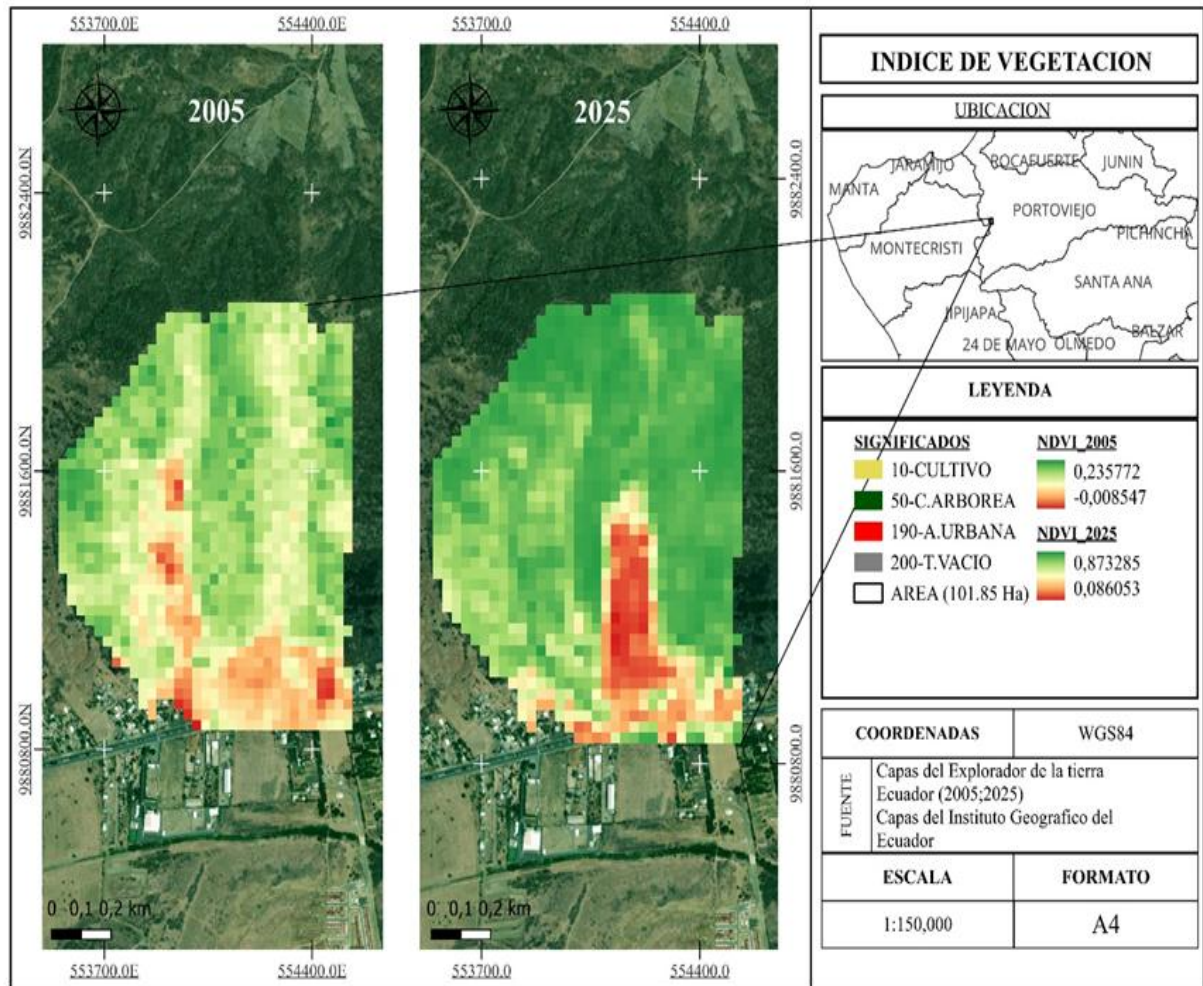 553700.0E
554400.0E
553700.0
554400.0
2005
2025
9882400.0N
9881600.0N
9880800.0N
9882400.0
9881600.0
9880800.0
0 0,1 0,2 km
0 0,1 0,2 km
553700.0E
554400.0E
553700.0
554400.0
INDICE DE VEGETACION
UBICACION
MANTA
JARAMIJO
ROCAFUERTE
JUNIN
PORTOVIEJO
PICHINCHA
MONTECRISTI
SANTA ANA
JIPIJAPA
24 DE MAYO
OLMEDO
BALZAR
LEYENDA
SIGNIFICADOS
10-CULTIVO
50-C.ARBOREA
190-A.URBANA
200-T.VACIO
AREA (101.85 Ha)
NDVI_2005
0,235772
-0,008547
NDVI_2025
0,873285
0,086053
COORDENADAS
WGS84
FUENTE
Capas del Explorador de la tierra
Ecuador (2005;2025)
Capas del Instituto Geografico del
Ecuador
ESCALA
FORMATO
1:150,000
A4